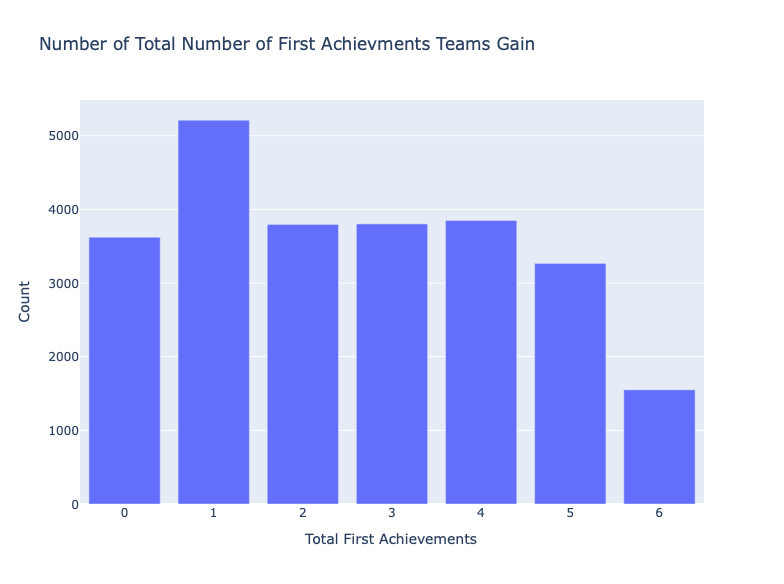 Number of Total Number of First Achievments Teams Gain
5000
4000
3000
2000
1000
0
Count
0 1 2 3 4 5 6
Total First Achievements